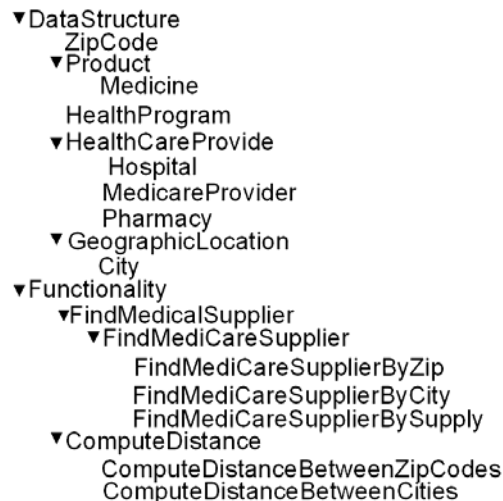 DataStructure
ZipCode
Product
Medicine
HealthProgram
HealthCareProvide
Hospital
MedicareProvider
Pharmacy
GeographicLocation
City
Functionality
FindMedicalSupplier
FindMediCareSupplier
FindMediCareSupplierByZip
FindMediCareSupplierByCity
FindMediCareSupplierBySupply
ComputeDistance
ComputeDistanceBetweenZipCodes
ComputeDistanceBetweenCities